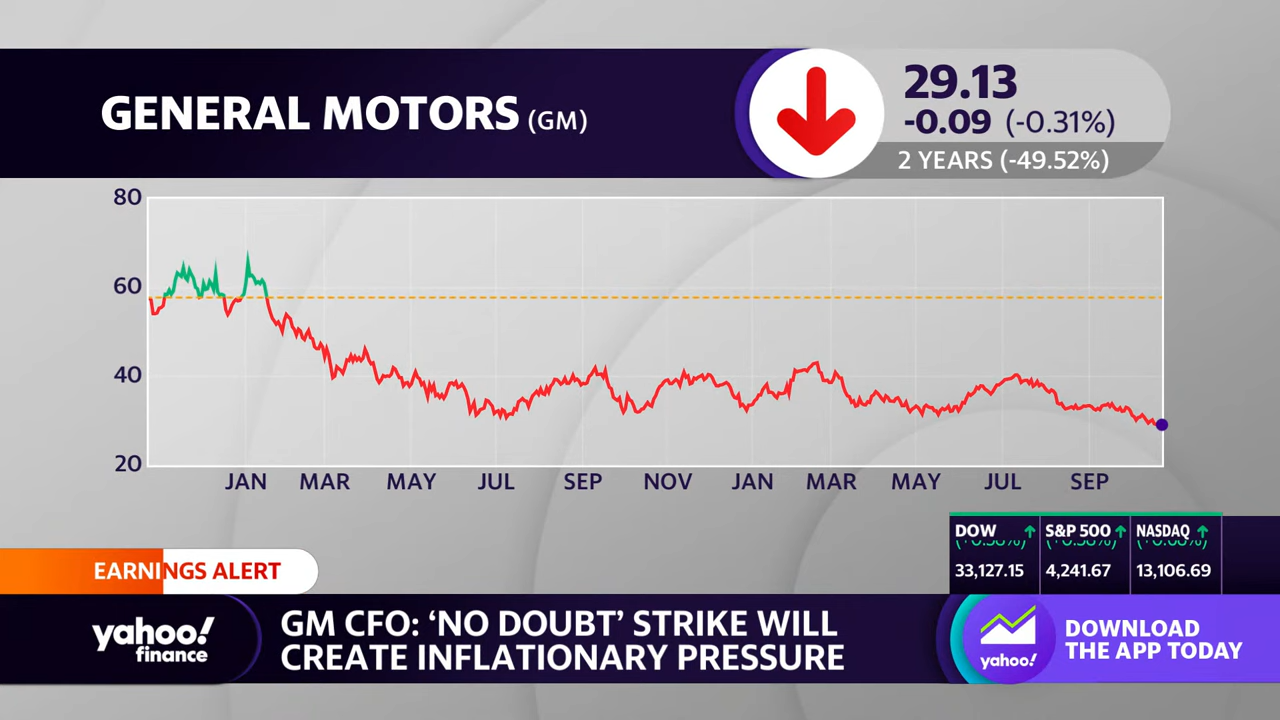 GENERAL MOTORS (GM)
29.13
-0.09 (-0.31%)
2 YEARS (-49.52%)
80
60
40
20
JAN MAR MAY JUL SEP NOV JAN MAR MAY JUL SEP
DOW S&P 500 NASDAQ
33,127.15 4,241.67 13,106.69
EARNINGS ALERT
yahoo!
finance
GM CFO: ‘NO DOUBT’ STRIKE WILL
CREATE INFLATIONARY PRESSURE
yahoo!
DOWNLOAD
THE APP TODAY